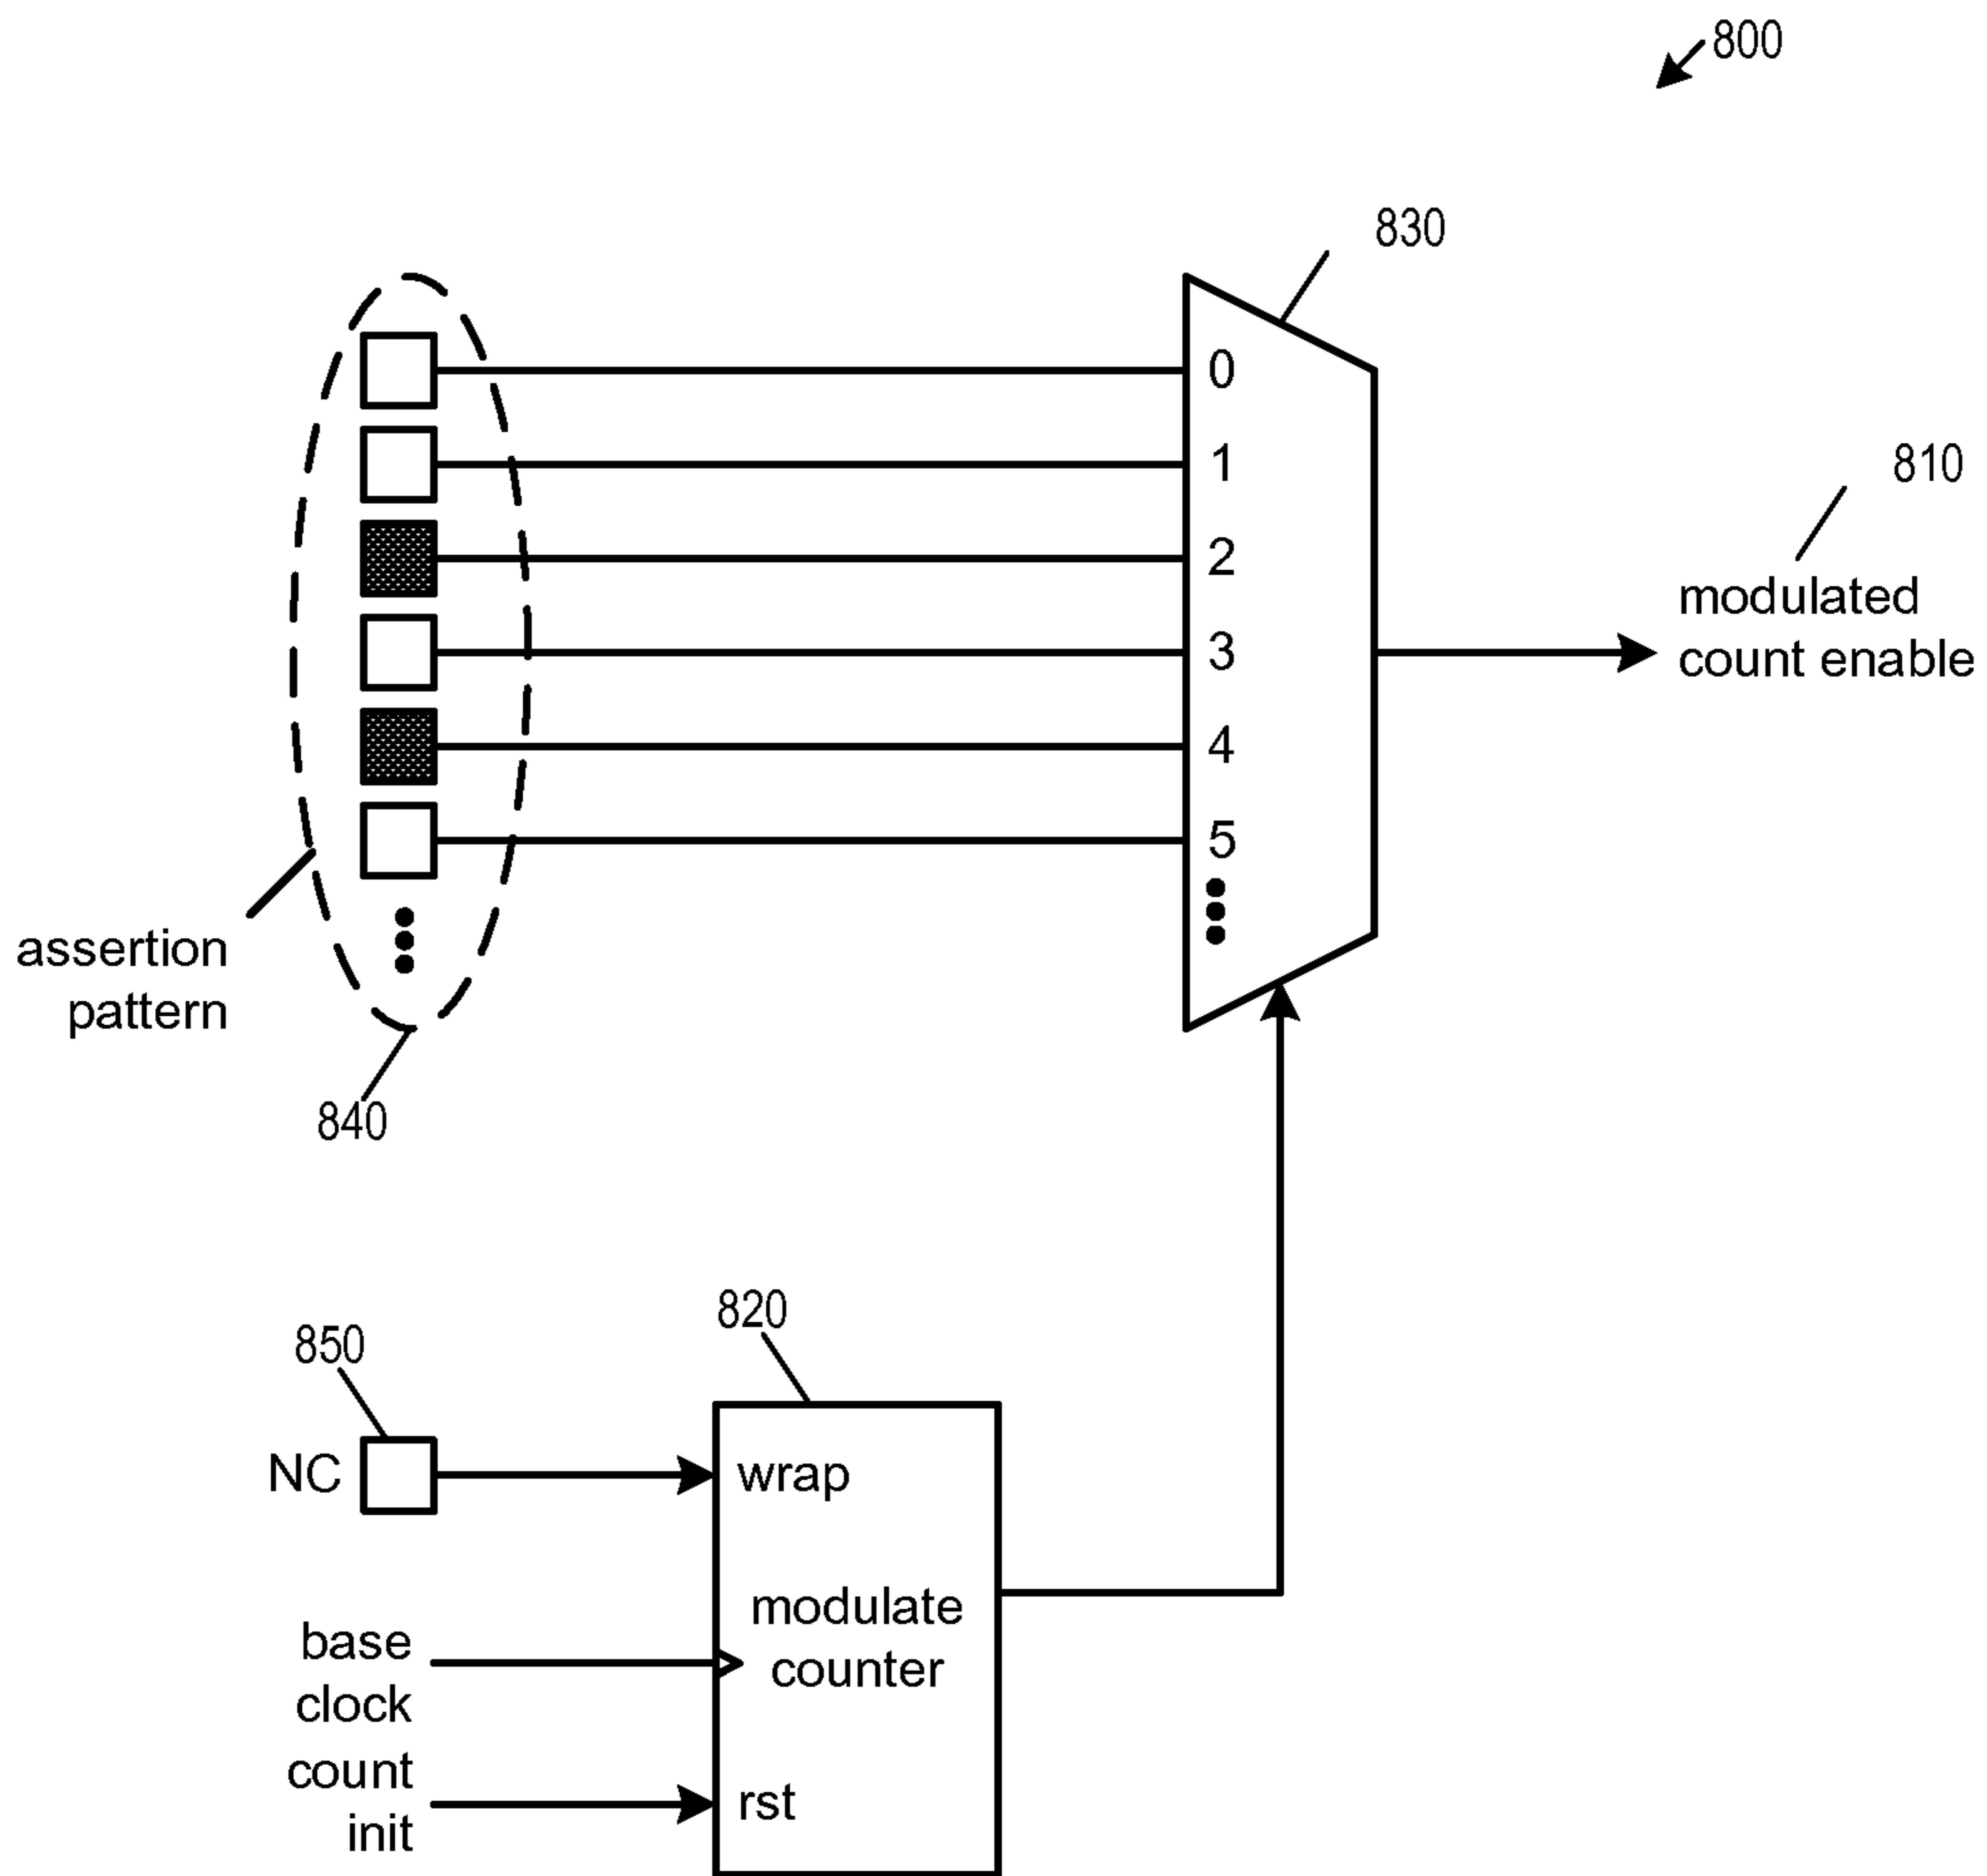 800
830
0
1
2
3
4
5
810
modulated
count enable
assertion
pattern
840
820
850
NC
wrap
modulate
counter
base
clock
count
init
rst